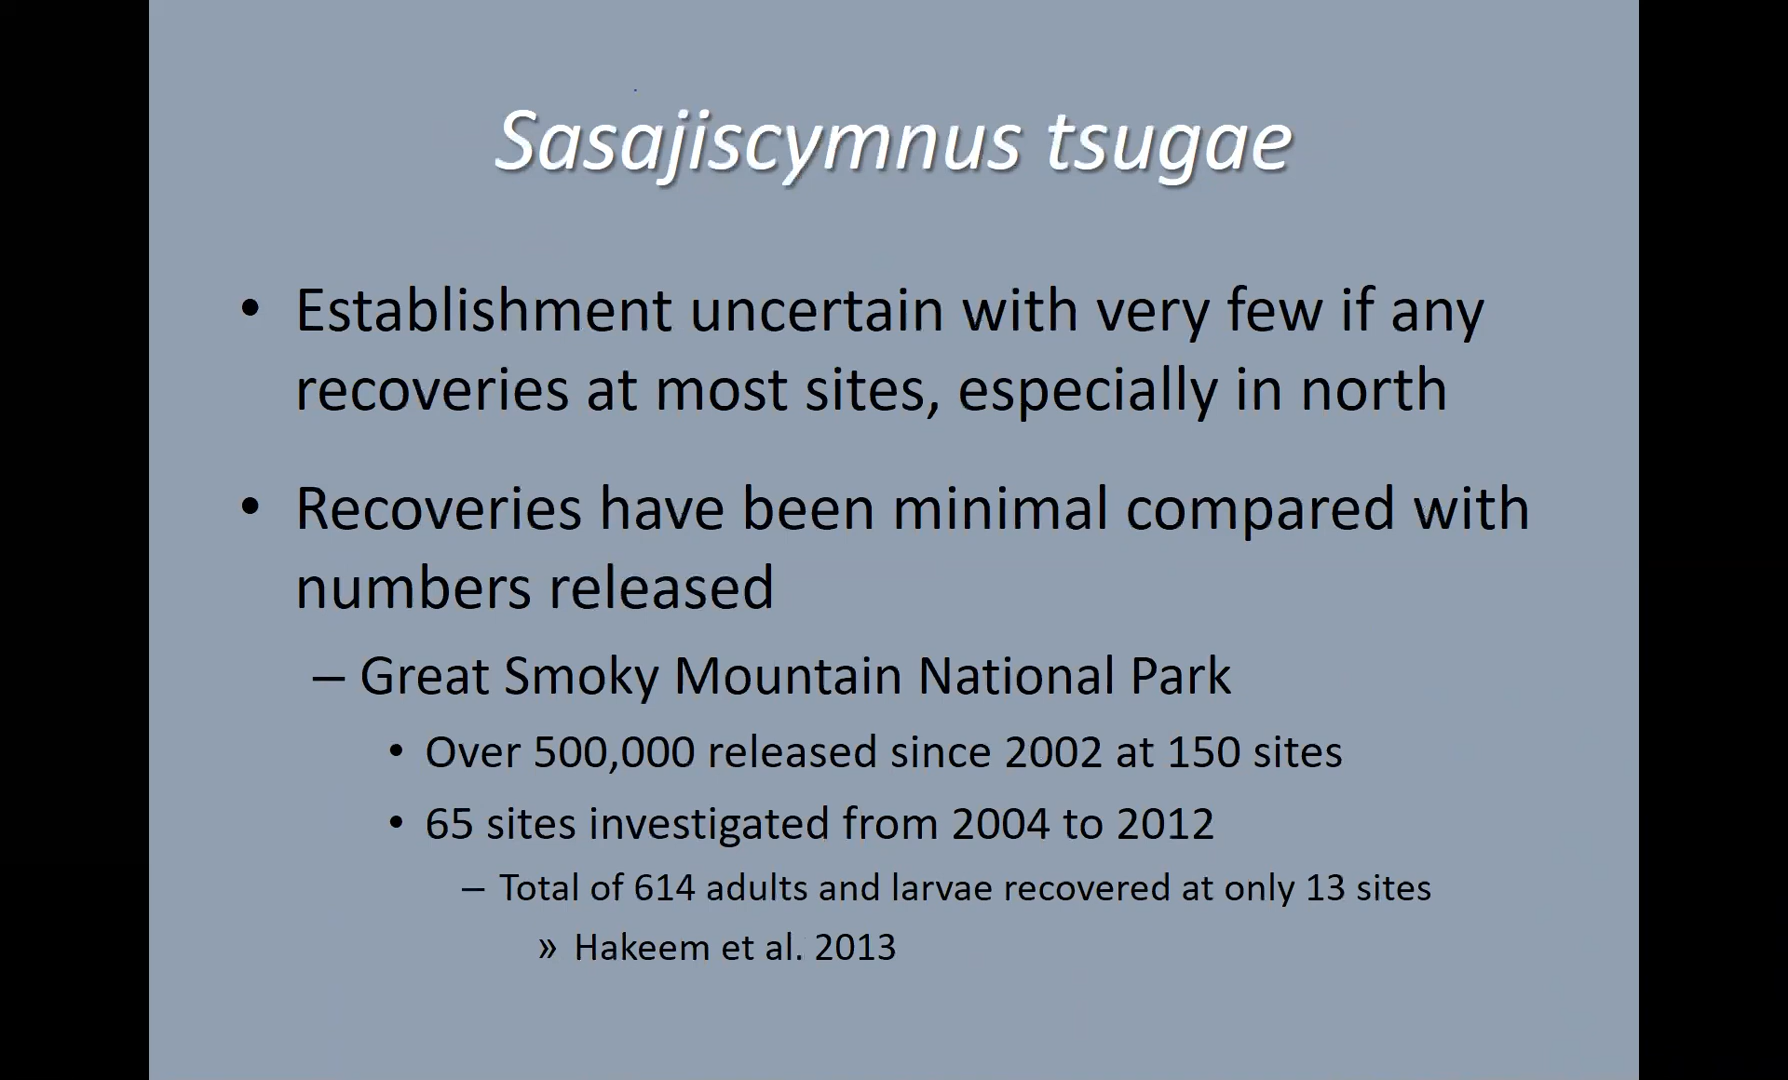 Sasajiscymnus tsugae
• Establishment uncertain with very few if any
recoveries at most sites, especially in north
• Recoveries have been minimal compared with
numbers released
– Great Smoky Mountain National Park
• Over 500,000 released since 2002 at 150 sites
• 65 sites investigated from 2004 to 2012
– Total of 614 adults and larvae recovered at only 13 sites
» Hakeem et al. 2013